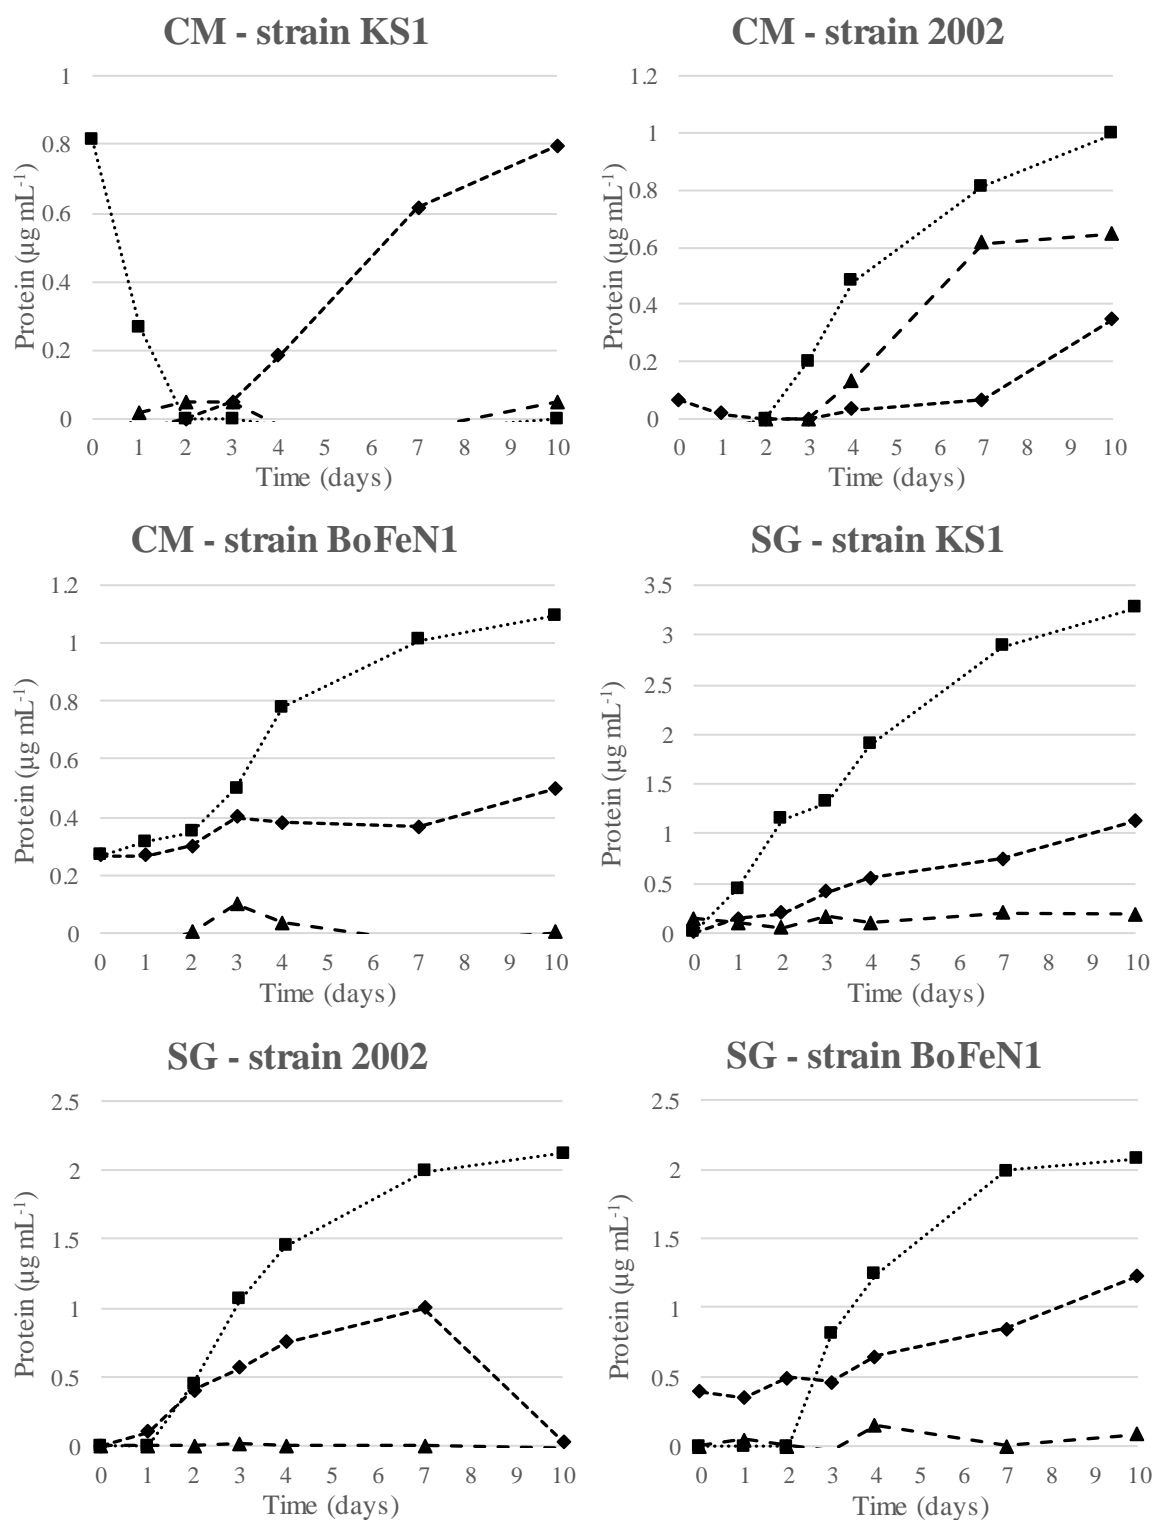 CM - strain KS1
1
0.8
0.6
0.4
0.2
0
0 1 2 3 4 5 6 7 8 9 10
Protein (µg mL-1)
Time (days)
CM - strain 2002
1.2
1
0.8
0.6
0.4
0.2
0
0 1 2 3 4 5 6 7 8 9 10
Protein (µg mL-1)
Time (days)
CM - strain BoFeN1
1.2
1
0.8
0.6
0.4
0.2
0
0 1 2 3 4 5 6 7 8 9 10
Protein (µg mL-1)
Time (days)
SG - strain KS1
3.5
3
2.5
2
1.5
1
0.5
0
0 1 2 3 4 5 6 7 8 9 10
Protein (µg mL-1)
Time (days)
SG - strain 2002
2.5
2
1.5
1
0.5
0
0 1 2 3 4 5 6 7 8 9 10
Protein (µg mL-1)
Time (days)
SG - strain BoFeN1
2.5
2
1.5
1
0.5
0
0 1 2 3 4 5 6 7 8 9 10
Protein (µg mL-1)
Time (days)